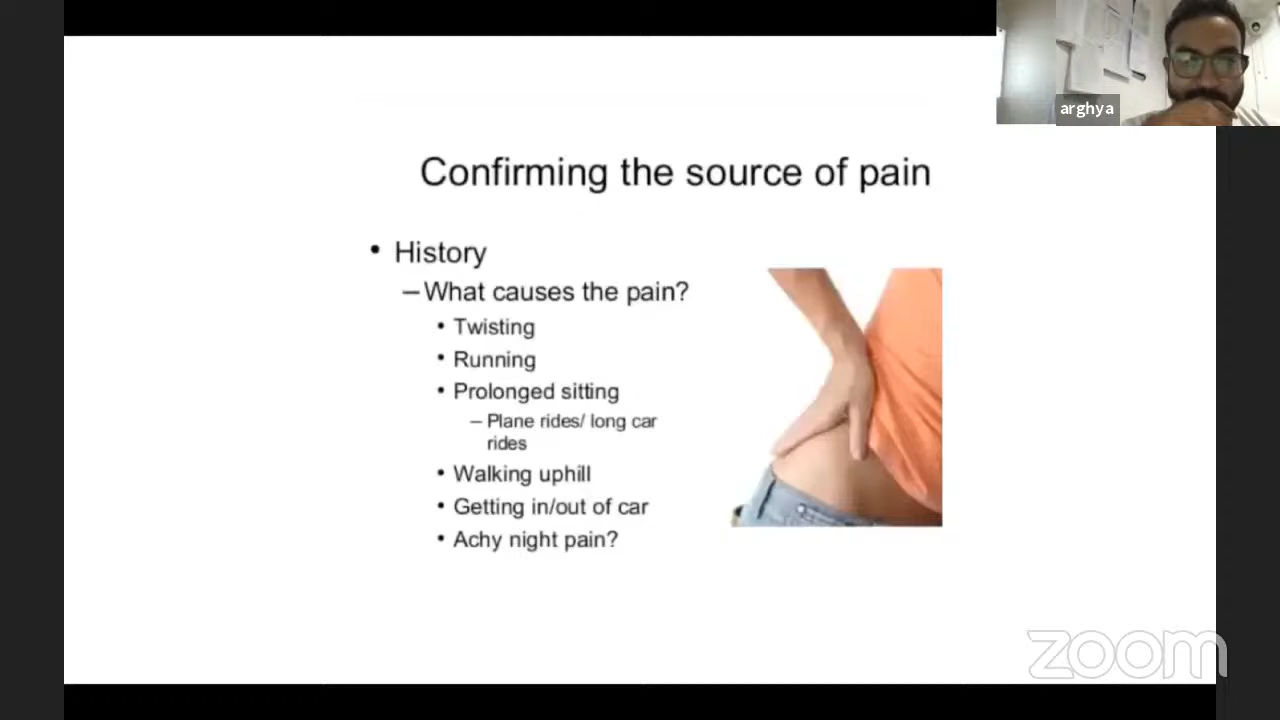 arghya
Confirming the source of pain
• History
– What causes the pain?
• Twisting
• Running
• Prolonged sitting
– Plane rides/ long car
rides
• Walking uphill
• Getting in/out of car
• Achy night pain?
zoom